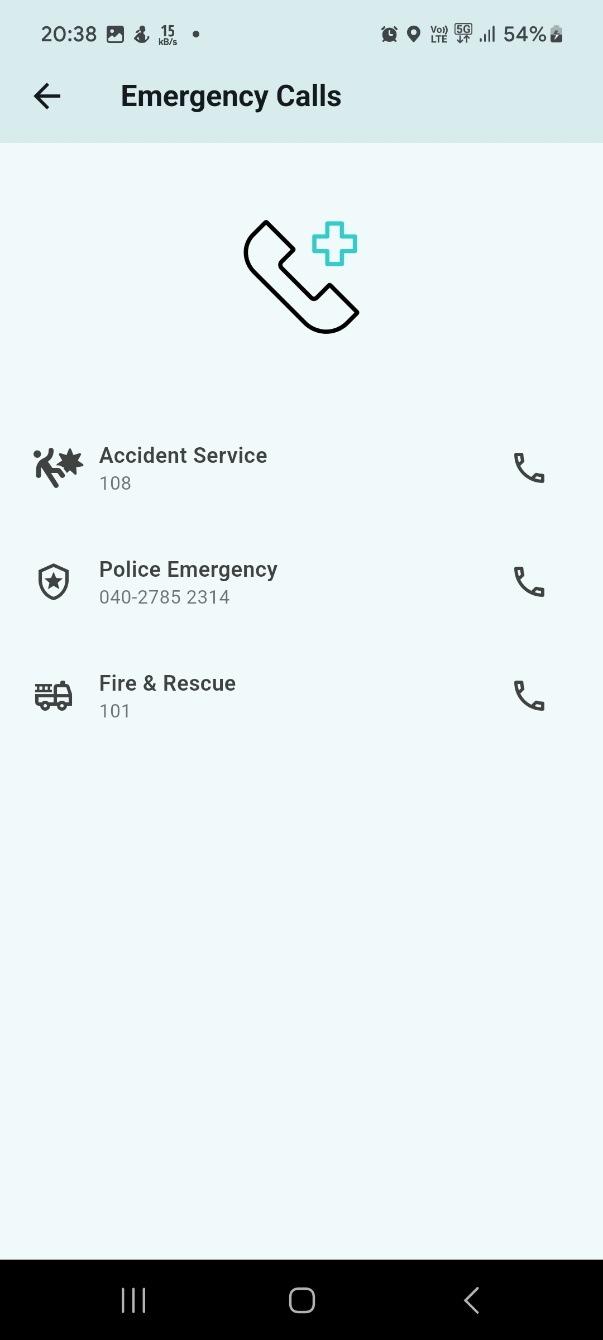 20:38 15 kB/s Vo)) LTE 5G 54%
Emergency Calls
Accident Service
108
Police Emergency
040-2785 2314
Fire & Rescue
101